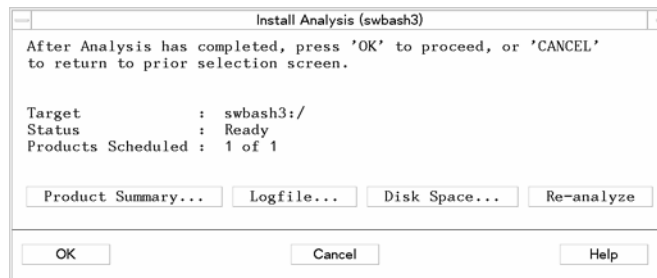 Install Analysis (swbash3)
After Analysis has completed, press 'OK' to proceed, or 'CANCEL'
to return to prior selection screen.
Target : swbash3:/
Status : Ready
Products Scheduled : 1 of 1
Product Summary... Logfile... Disk Space... Re-analyze
OK Cancel Help